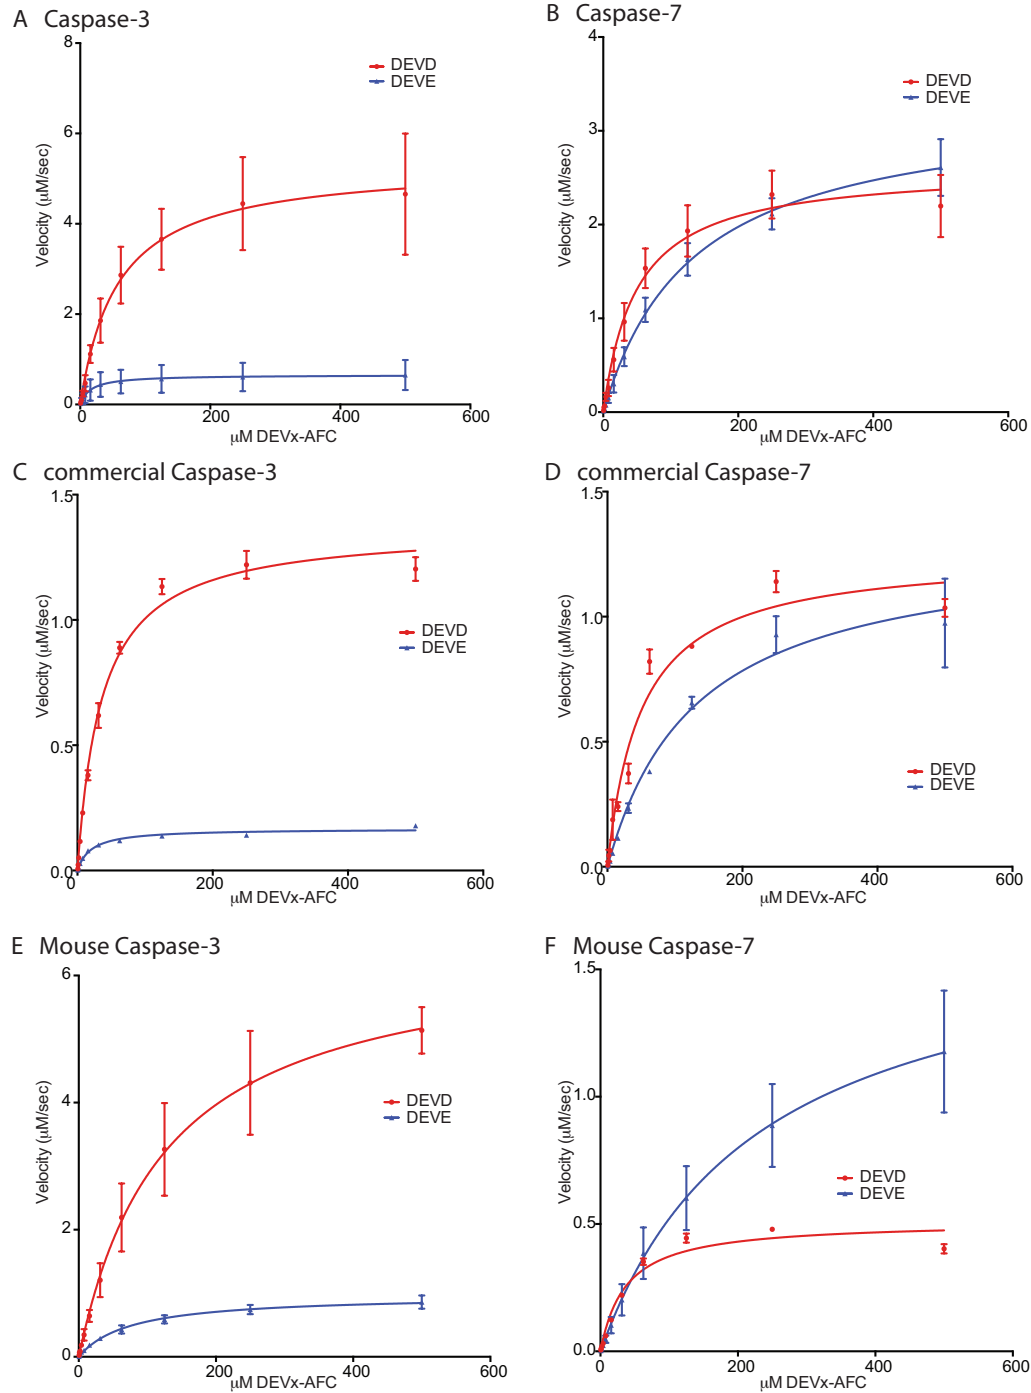 A Caspase-3
8
6
4
2
0
Velocity (μM/sec)
DEVD
DEVE
0 200 400 600
μM DEVx-AFC
B Caspase-7
4
3
2
1
0
Velocity (μM/sec)
DEVD
DEVE
0 200 400 600
μM DEVx-AFC
C commercial Caspase-3
1.5
1.0
0.5
0.0
Velocity (μM/sec)
DEVD
DEVE
0 200 400 600
μM DEVx-AFC
D commercial Caspase-7
1.5
1.0
0.5
0.0
Velocity (μM/sec)
DEVD
DEVE
0 200 400 600
μM DEVx-AFC
E Mouse Caspase-3
6
4
2
0
Velocity (μM/sec)
DEVD
DEVE
0 200 400 600
μM DEVx-AFC
F Mouse Caspase-7
1.5
1.0
0.5
0.0
Velocity (μM/sec)
DEVD
DEVE
0 200 400 600
μM DEVx-AFC